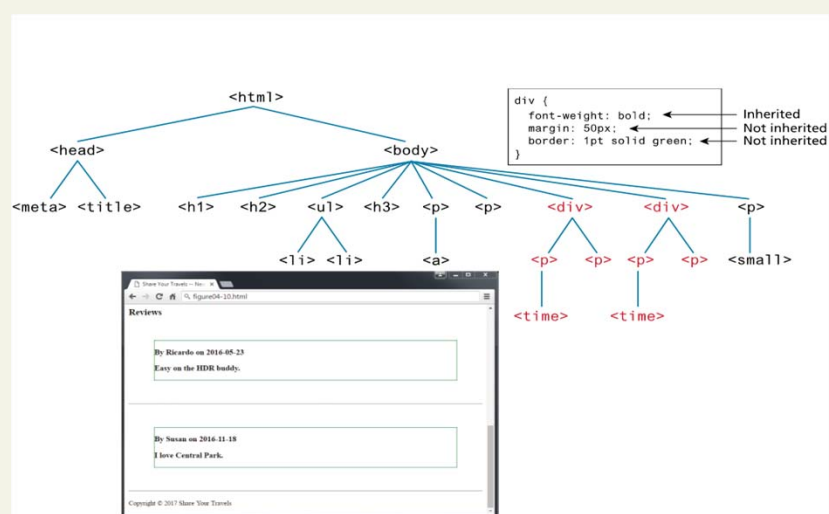 <html>
div {
font-weight: bold; Inherited
margin: 50px; Not inherited
border: 1pt solid green; Not inherited
}
<head> <body>
<meta> <title> <h1> <h2> <ul> <h3> <p> <p> <div> <div> <p>
<li> <li> <a> <p> <p> <p> <p> <small>
<time> <time>
figure04-10.html
Reviews
By Ricardo on 2016-05-23
Easy on the HDR buddy.
By Susan on 2016-11-18
I love Central Park.
Copyright © 2017 Share Your Travels